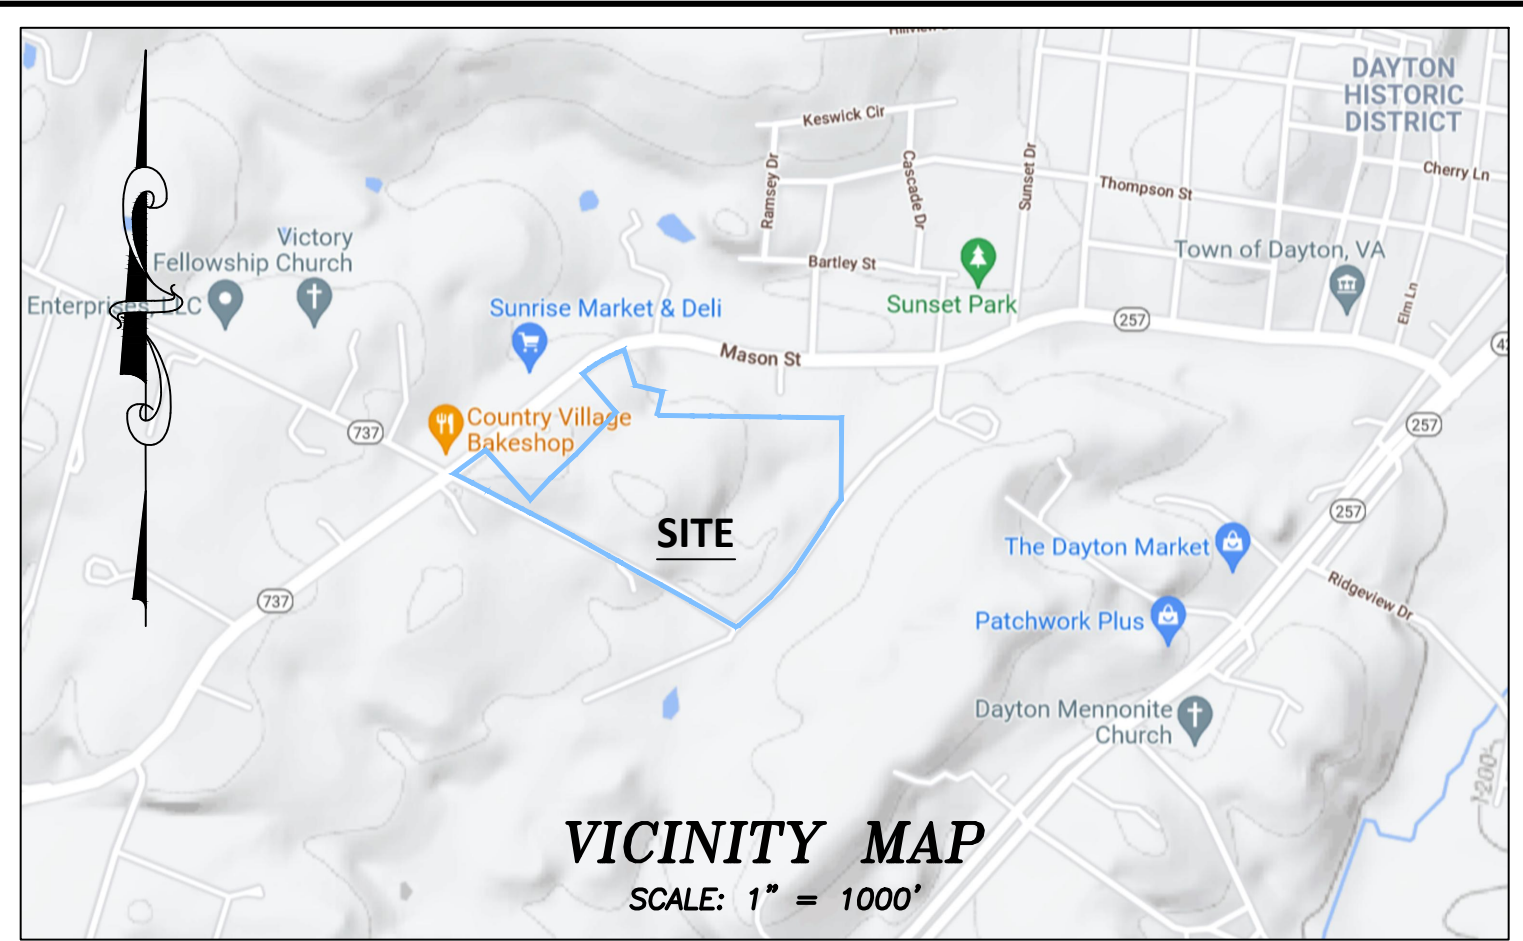 DAYTON
HISTORIC
DISTRICT
Keswick Cir
Ramsey Dr
Cascade Dr
Sunset Dr
Thompson St
Cherry Ln
Bartley St
Town of Dayton, VA
Elm Ln
Victory
Fellowship Church
Enterprises, LLC
Sunrise Market & Deli
Sunset Park
257
Mason St
Country Village
Bakeshop
737
257
257
SITE
The Dayton Market
Ridgeview Dr
737
Patchwork Plus
Dayton Mennonite
Church
1200
VICINITY MAP
SCALE: 1" = 1000'